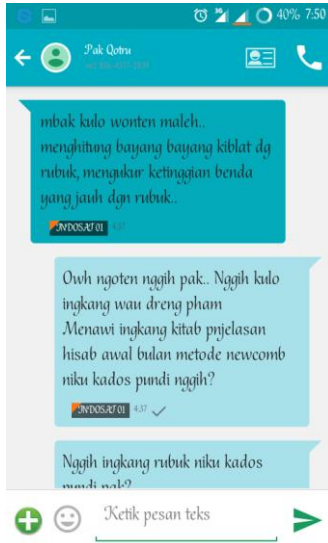 40% 7:50
Pak Qotru
mbak kulo wonten maleh..
menghitung bayang bayang kiblat dg
rubuk, mengukur ketinggian benda
yang jauh dgn rubuk..
INDOSAT 01 4.37
Owh ngoten nggih pak.. Nggih kulo
ingkang wau dreng pham
Menawi ingkang kitab pnjelasan
hisab awal bulan metode newcomb
niku kados pundi nggih?
INDOSAT 01 4.37
Nggih ingkang rubuk niku kados
pundi pak?
Ketik pesan teks